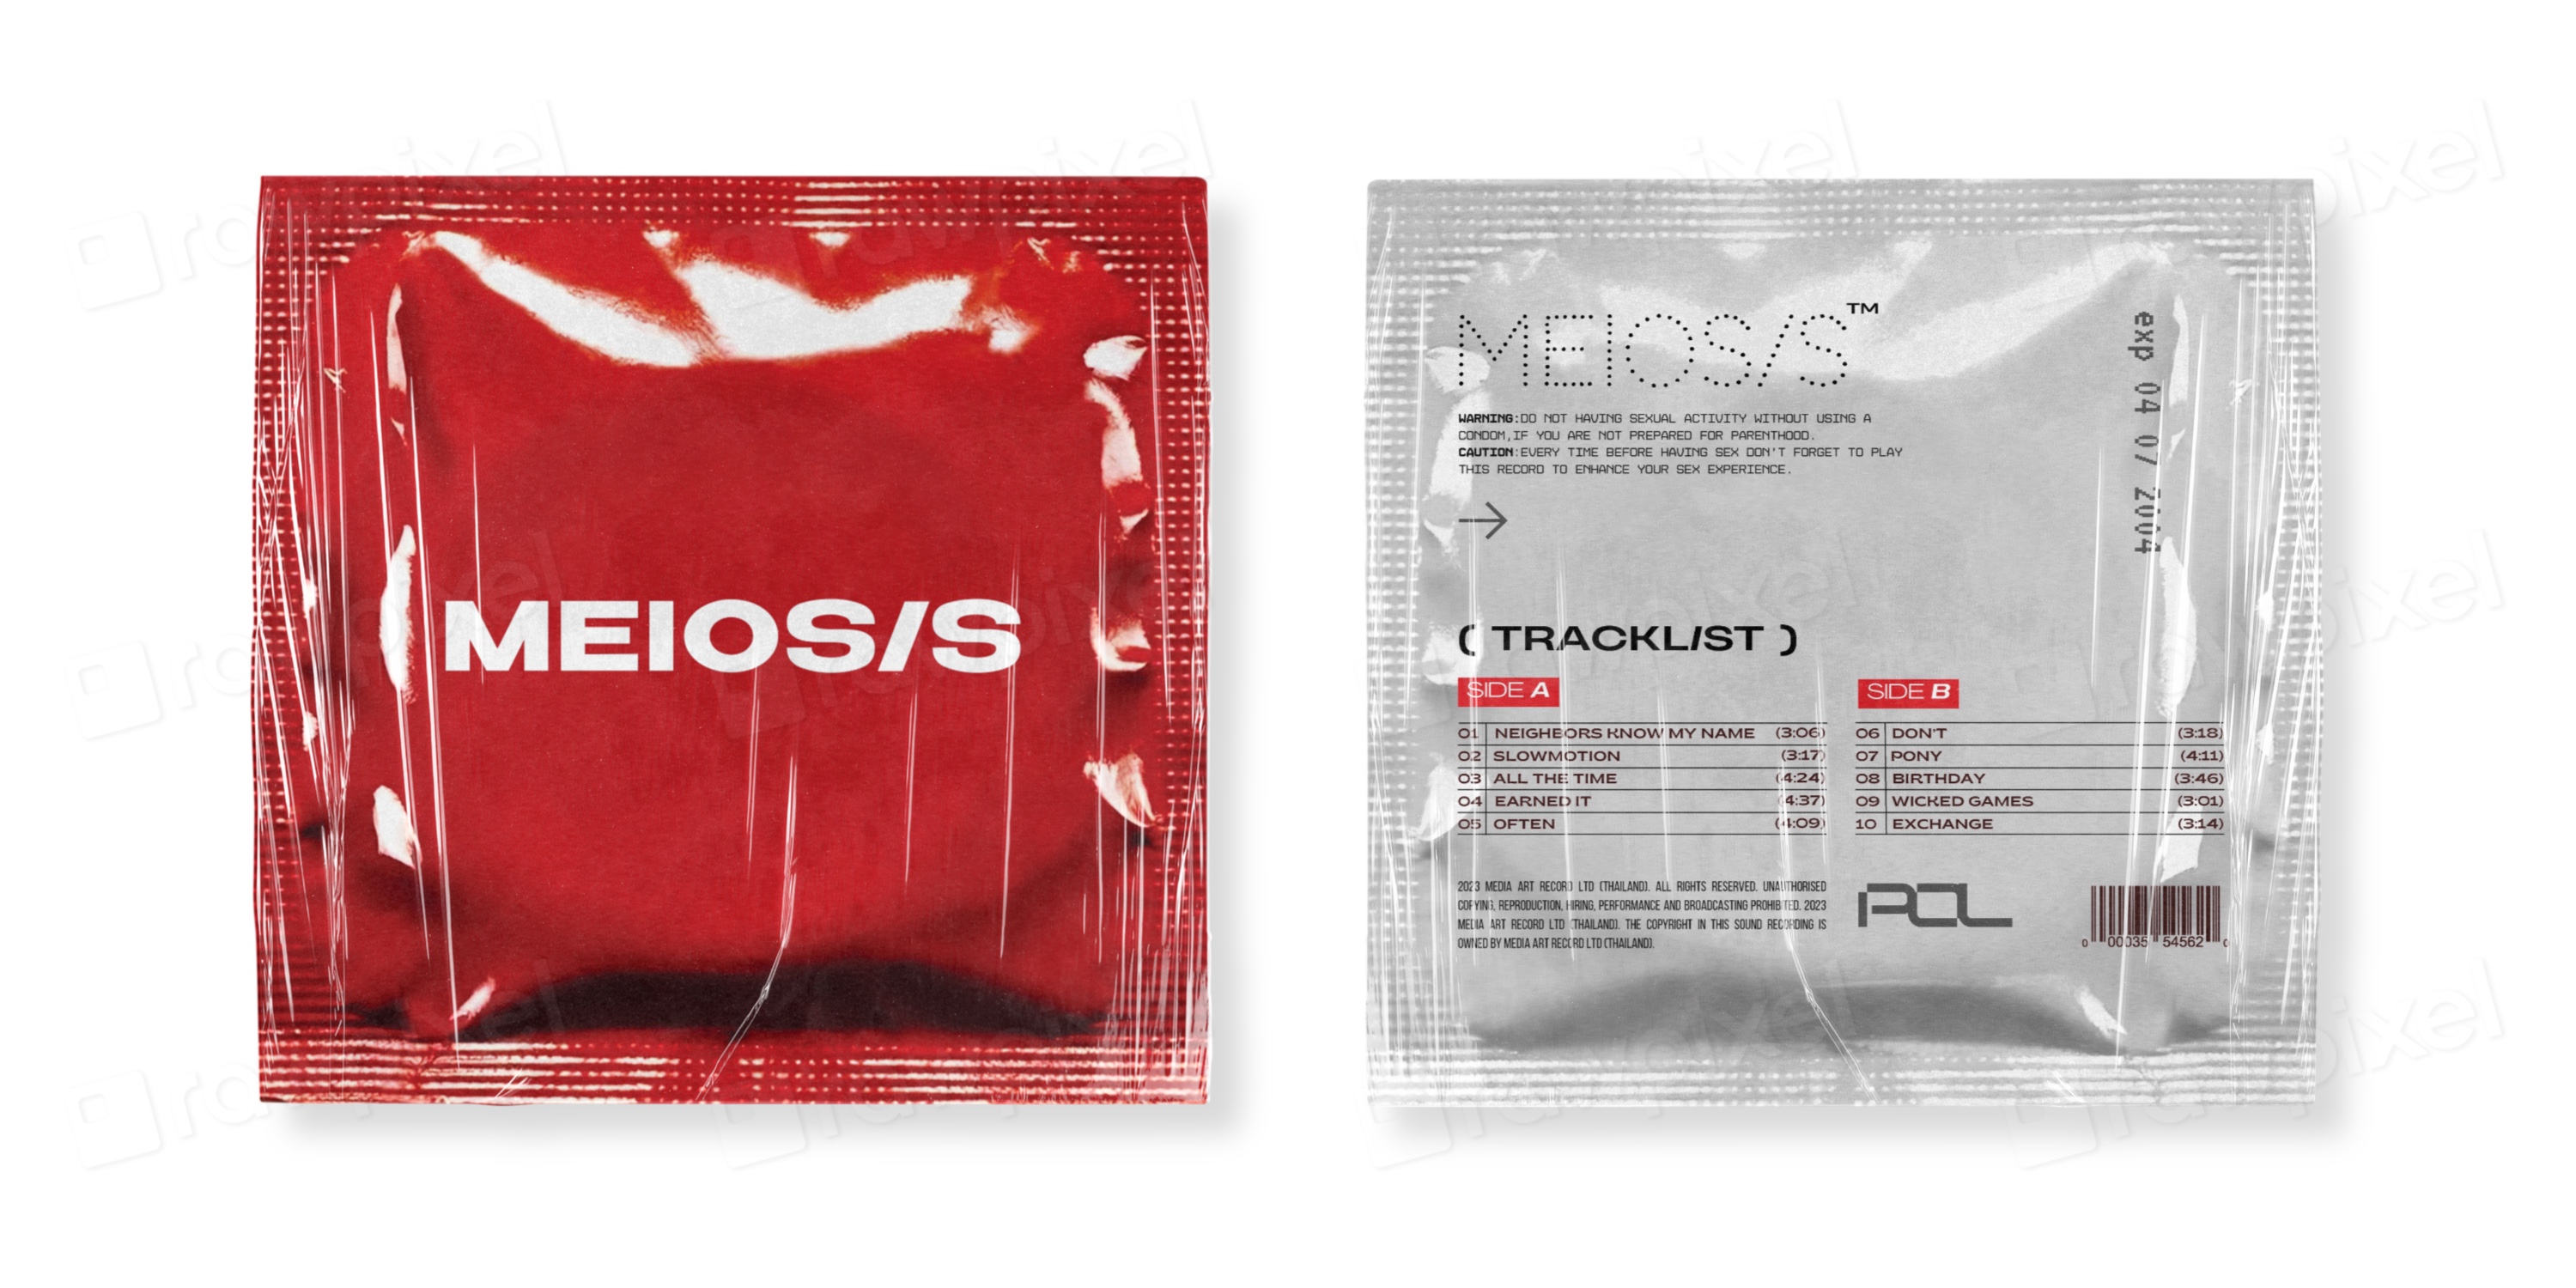 MEIOS/S
MEIOS/S™
WARNING:DO NOT HAVING SEXUAL ACTIVITY WITHOUT USING A
CONDOM,IF YOU ARE NOT PREPARED FOR PARENTHOOD.
CAUTION:EVERY TIME BEFORE HAVING SEX DON'T FORGET TO PLAY
THIS RECORD TO ENHANCE YOUR SEX EXPERIENCE.
→
exp 04 07 2004
( TRACKL/ST )
SIDE A
01 NEIGHBORS KNOW MY NAME (3:06)
02 SLOWMOTION (3:17)
03 ALL THE TIME (4:24)
04 EARNED IT (4:37)
05 OFTEN (4:09)
SIDE B
06 DON'T (3:18)
07 PONY (4:11)
08 BIRTHDAY (3:46)
09 WICKED GAMES (3:01)
10 EXCHANGE (3:14)
2023 MEDIA ART RECORD LTD (THAILAND). ALL RIGHTS RESERVED. UNAUTHORISED
COPYING, REPRODUCTION, HIRING, PERFORMANCE AND BROADCASTING PROHIBITED. 2023
MEDIA ART RECORD LTD (THAILAND). THE COPYRIGHT IN THIS SOUND RECORDING IS
OWNED BY MEDIA ART RECORD LTD (THAILAND).
POL
0 00035 54562 0
rawpixel